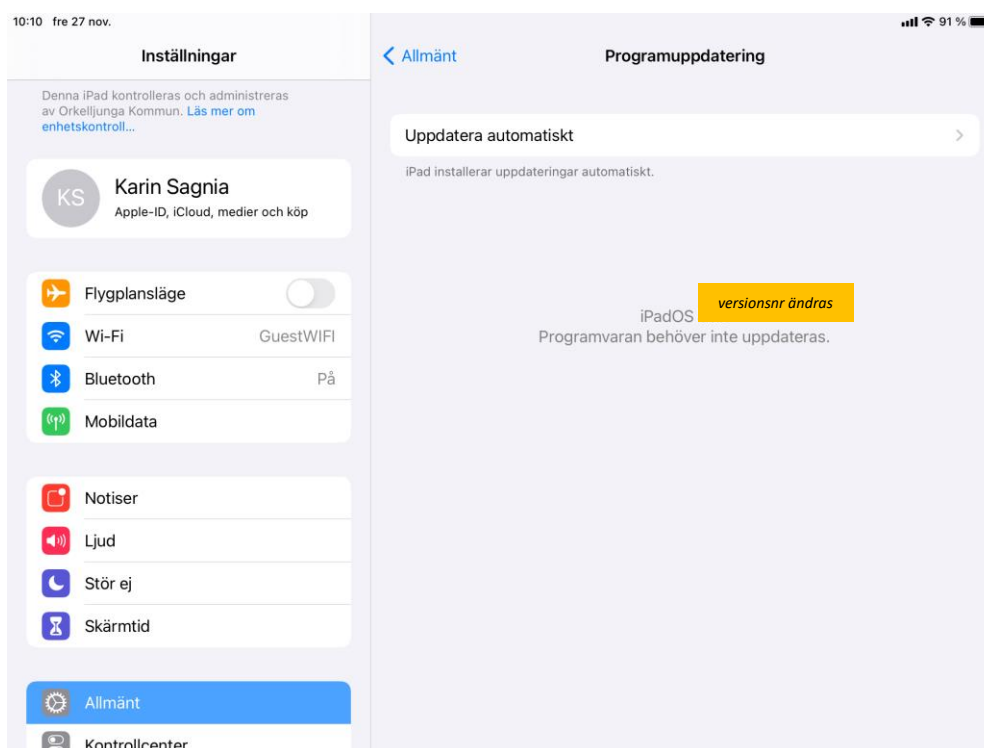 10:10 fre 27 nov.
91 %
Inställningar
Denna iPad kontrolleras och administreras
av Orkelljunga Kommun. Läs mer om
enhetskontroll...
KS
Karin Sagnia
Apple-ID, iCloud, medier och köp
Flygplansläge
Wi-Fi GuestWIFI
Bluetooth På
Mobildata
Notiser
Ljud
Stör ej
Skärmtid
Allmänt
Kontrollcenter
Allmänt
Programuppdatering
Uppdatera automatiskt
iPad installerar uppdateringar automatiskt.
iPadOS versionsnr ändras
Programvaran behöver inte uppdateras.